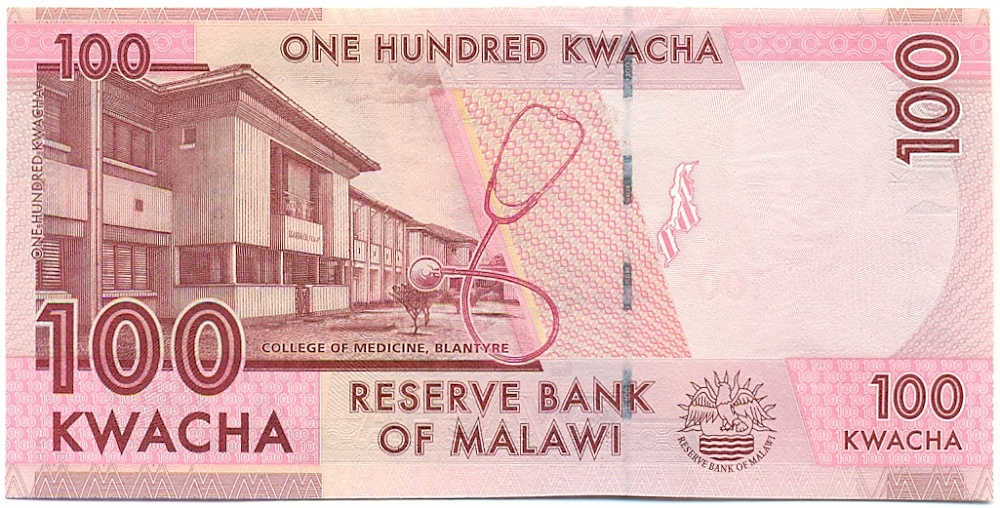 100
ONE HUNDRED KWACHA
100
ONE HUNDRED KWACHA
COLLEGE OF MEDICINE, BLANTYRE
100
KWACHA
RESERVE BANK
OF MALAWI
RESERVE BANK OF MALAWI
100
KWACHA